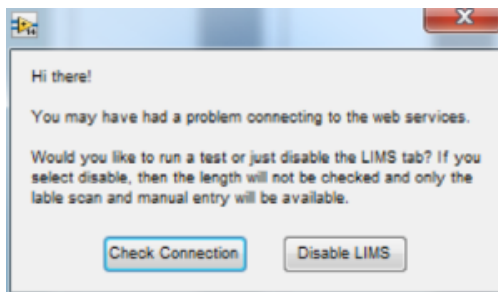 Hi there!
You may have had a problem connecting to the web services.
Would you like to run a test or just disable the LIMS tab? If you
select disable, then the length will not be checked and only the
lable scan and manual entry will be available.
Check Connection Disable LIMS